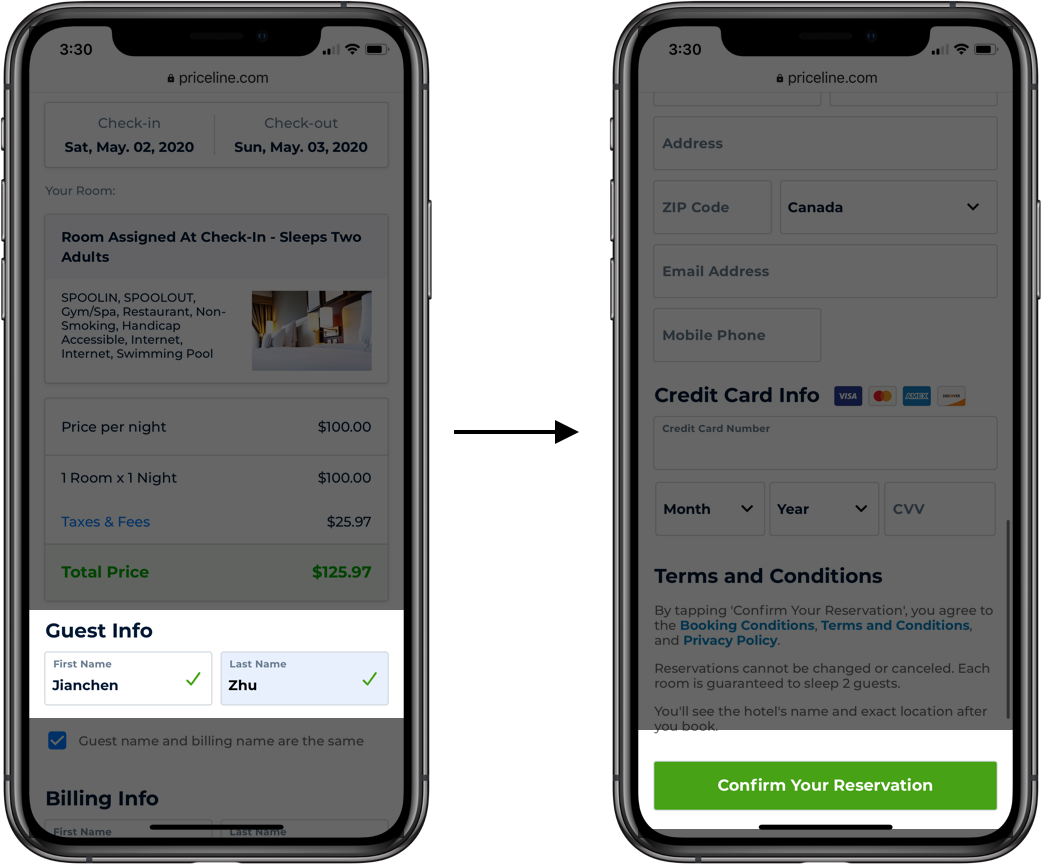 3:30
priceline.com
Check-in
Check-out
Sat, May. 02, 2020
Sun, May. 03, 2020
Your Room:
Room Assigned At Check-In - Sleeps Two
Adults
SPOOLIN, SPOOLOUT,
Gym/Spa, Restaurant, Non-
Smoking, Handicap
Accessible, Internet,
Internet, Swimming Pool
Price per night $100.00
1 Room x 1 Night $100.00
Taxes & Fees $25.97
Total Price $125.97
Guest Info
First Name
Last Name
Jianchen
Zhu
Guest name and billing name are the same
Billing Info
First Name
Last Name
3:30
priceline.com
Address
ZIP Code
Canada
Email Address
Mobile Phone
Credit Card Info VISA AMEX DISCOVER
Credit Card Number
Month
Year
CVV
Terms and Conditions
By tapping 'Confirm Your Reservation', you agree to
the Booking Conditions, Terms and Conditions,
and Privacy Policy.
Reservations cannot be changed or canceled. Each
room is guaranteed to sleep 2 guests.
You'll see the hotel's name and exact location after
you book.
Confirm Your Reservation